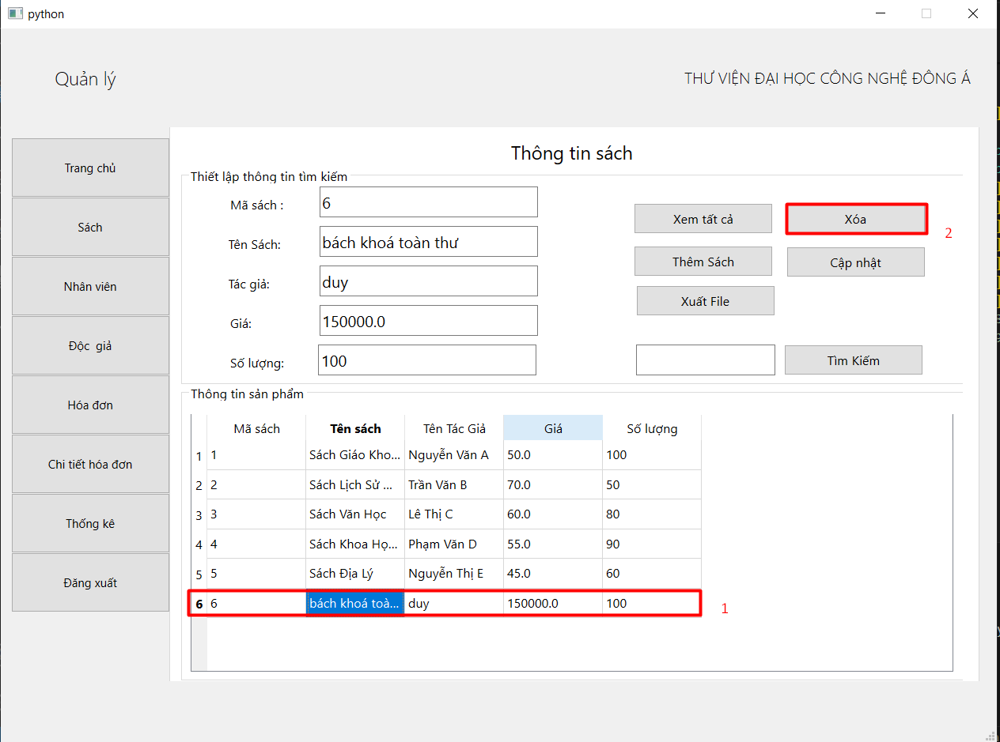 python
Quản lý
THƯ VIỆN ĐẠI HỌC CÔNG NGHỆ ĐÔNG Á
Trang chủ
Sách
Nhân viên
Độc giả
Hóa đơn
Chi tiết hóa đơn
Thống kê
Đăng xuất
Thông tin sách
Thiết lập thông tin tìm kiếm
Mã sách : 6
Tên Sách: bách khoá toàn thư
Tác giả: duy
Giá: 150000.0
Số lượng: 100
Xem tất cả Xóa 2
Thêm Sách Cập nhật
Xuất File
Tìm Kiếm
Thông tin sản phẩm
Mã sách Tên sách Tên Tác Giả Giá Số lượng
1 1 Sách Giáo Kho... Nguyễn Văn A 50.0 100
2 2 Sách Lịch Sử ... Trần Văn B 70.0 50
3 3 Sách Văn Học Lê Thị C 60.0 80
4 4 Sách Khoa Họ... Phạm Văn D 55.0 90
5 5 Sách Địa Lý Nguyễn Thị E 45.0 60
6 6 bách khoá toà... duy 150000.0 100 1